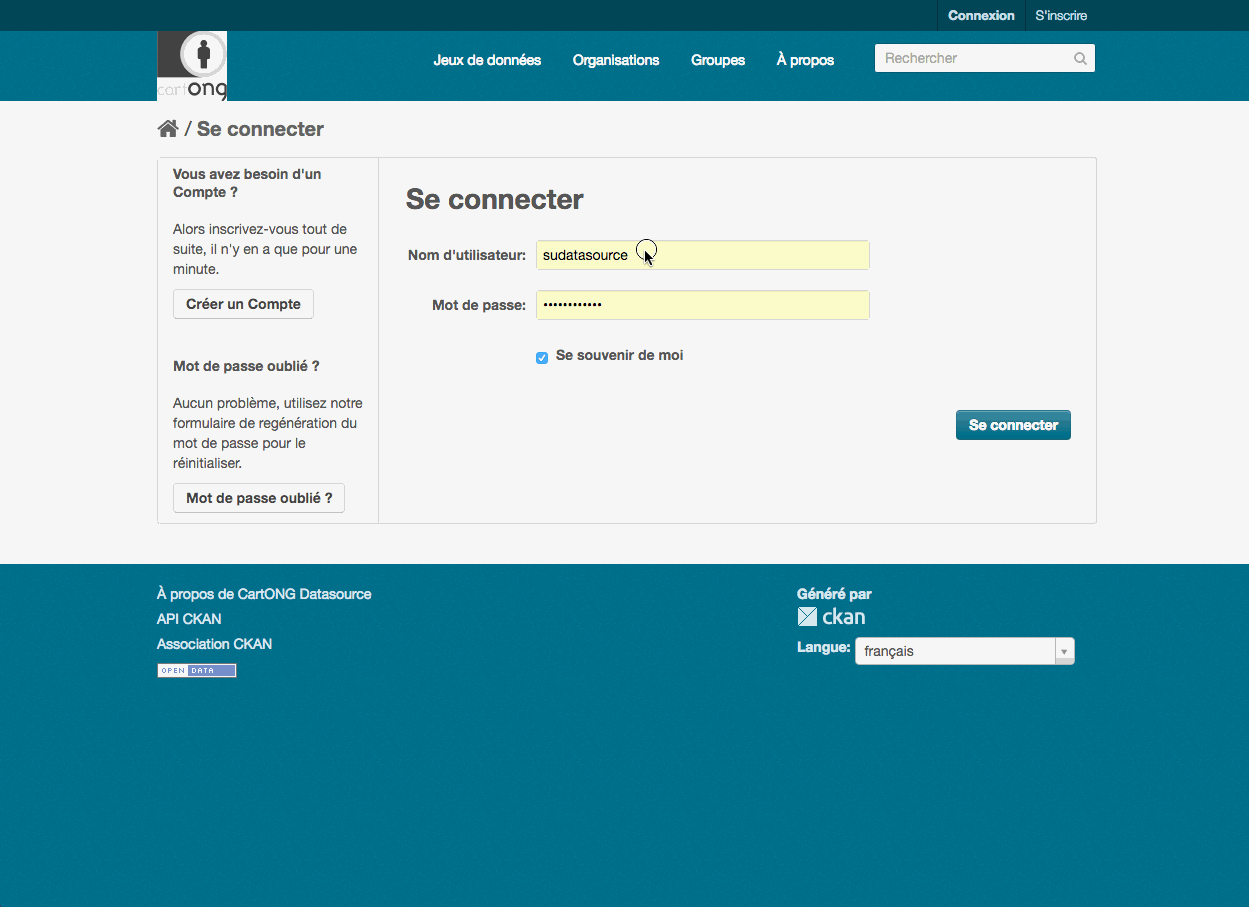 Connexion S'inscrire
cartONG
Jeux de données Organisations Groupes À propos Rechercher
/ Se connecter
Vous avez besoin d'un
Compte ?
Alors inscrivez-vous tout de
suite, il n'y en a que pour une
minute.
Créer un Compte
Mot de passe oublié ?
Aucun problème, utilisez notre
formulaire de regénération du
mot de passe pour le
réinitialiser.
Mot de passe oublié ?
Se connecter
Nom d'utilisateur: sudatasource
Mot de passe: ••••••••••••
Se souvenir de moi
Se connecter
À propos de CartONG Datasource
API CKAN
Association CKAN
OPEN DATA
Généré par
ckan
Langue: français